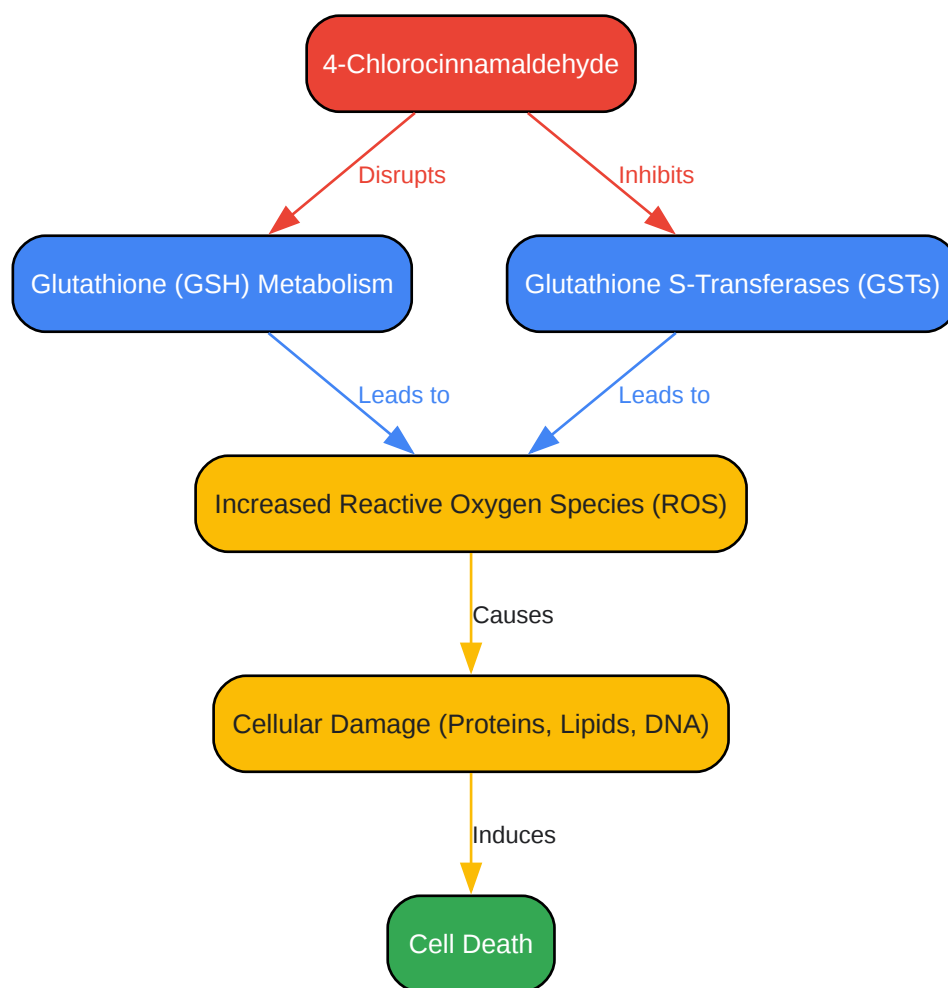 4-Chlorocinnamaldehyde
Disrupts
Inhibits
Glutathione (GSH) Metabolism
Glutathione S-Transferases (GSTs)
Leads to
Leads to
Increased Reactive Oxygen Species (ROS)
Causes
Cellular Damage (Proteins, Lipids, DNA)
Induces
Cell Death